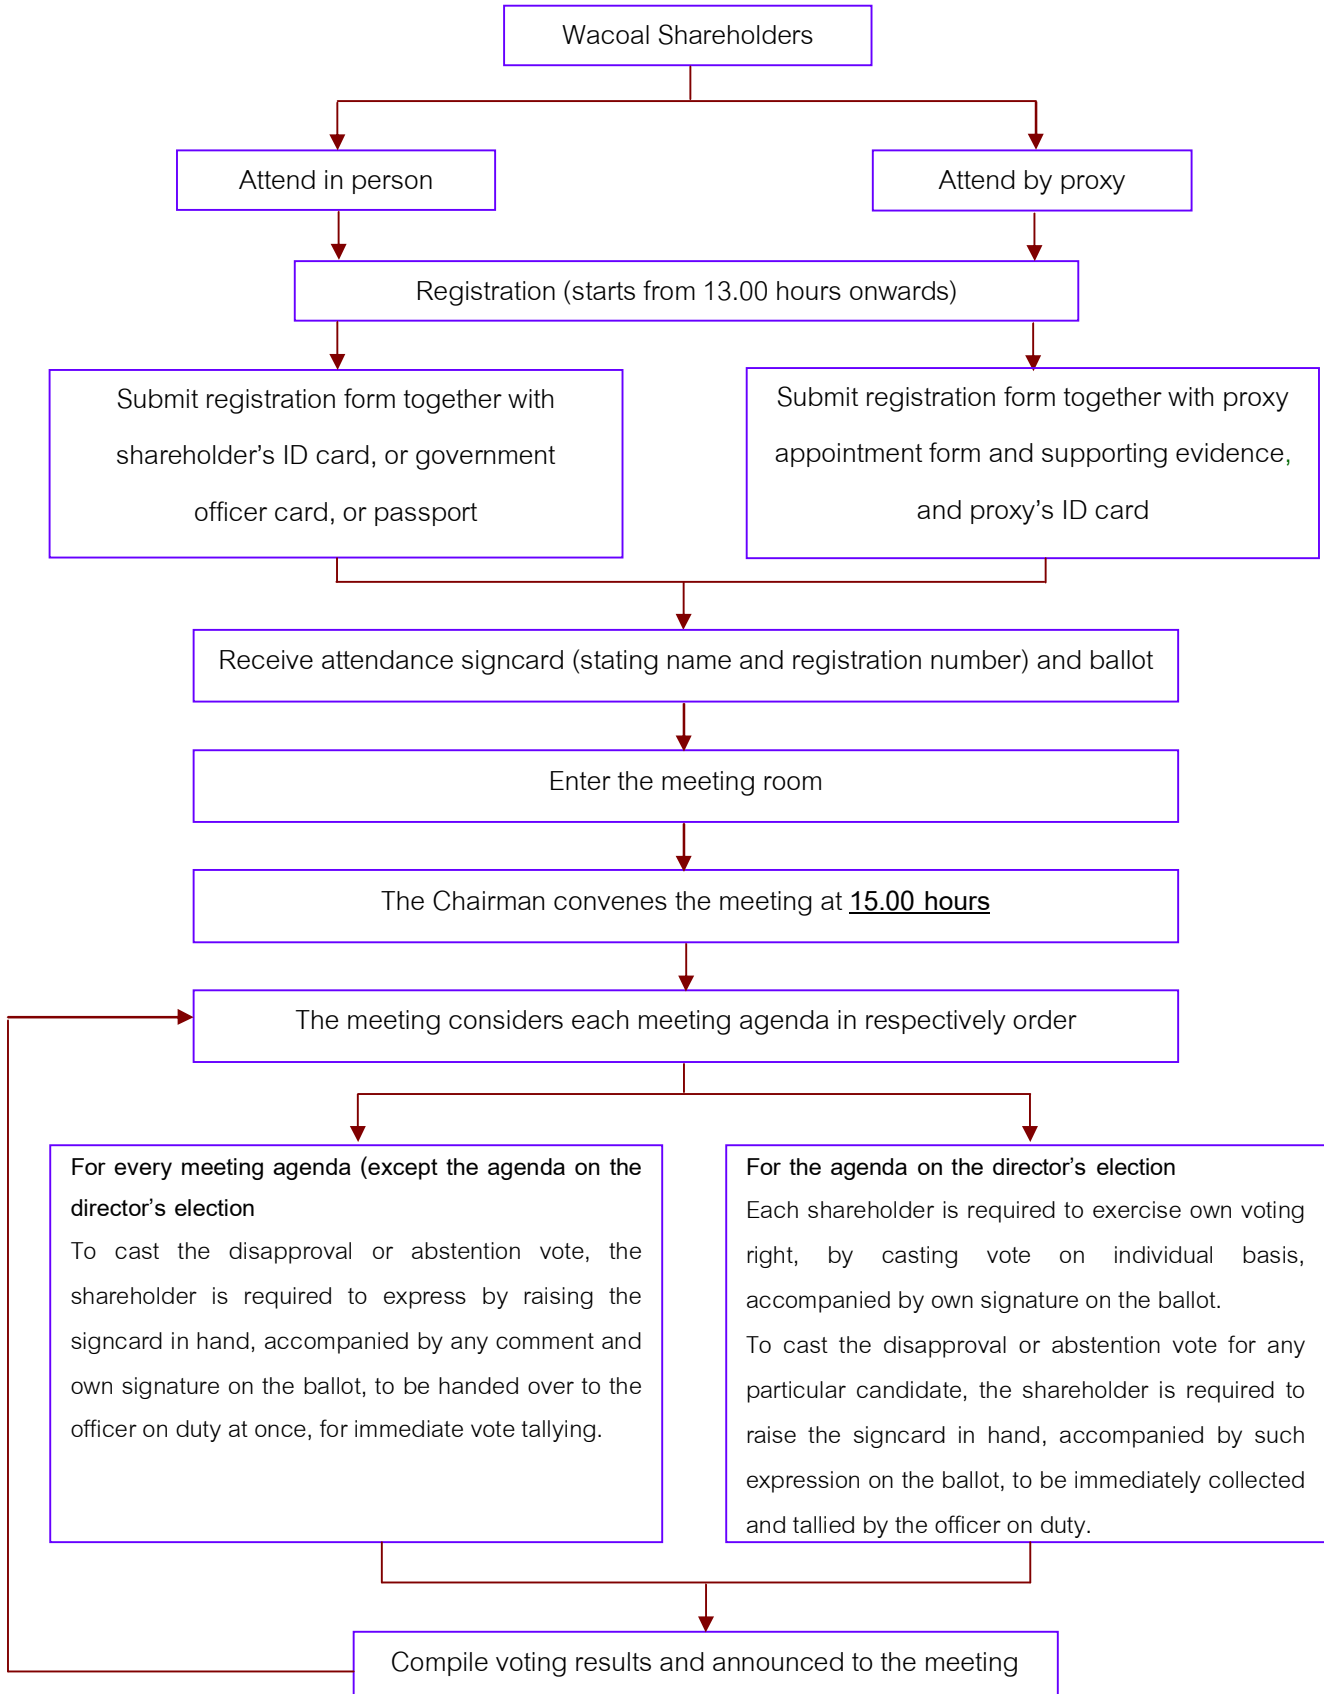 Wacoal Shareholders
Attend in person
Attend by proxy
Registration (starts from 13.00 hours onwards)
Submit registration form together with
shareholder's ID card, or government
officer card, or passport
Submit registration form together with proxy
appointment form and supporting evidence,
and proxy's ID card
Receive attendance signcard (stating name and registration number) and ballot
Enter the meeting room
The Chairman convenes the meeting at 15.00 hours
The meeting considers each meeting agenda in respectively order
For every meeting agenda (except the agenda on the
director's election
To cast the disapproval or abstention vote, the
shareholder is required to express by raising the
signcard in hand, accompanied by any comment and
own signature on the ballot, to be handed over to the
officer on duty at once, for immediate vote tallying.
For the agenda on the director's election
Each shareholder is required to exercise own voting
right, by casting vote on individual basis,
accompanied by own signature on the ballot.
To cast the disapproval or abstention vote for any
particular candidate, the shareholder is required to
raise the signcard in hand, accompanied by such
expression on the ballot, to be immediately collected
and tallied by the officer on duty.
Compile voting results and announced to the meeting